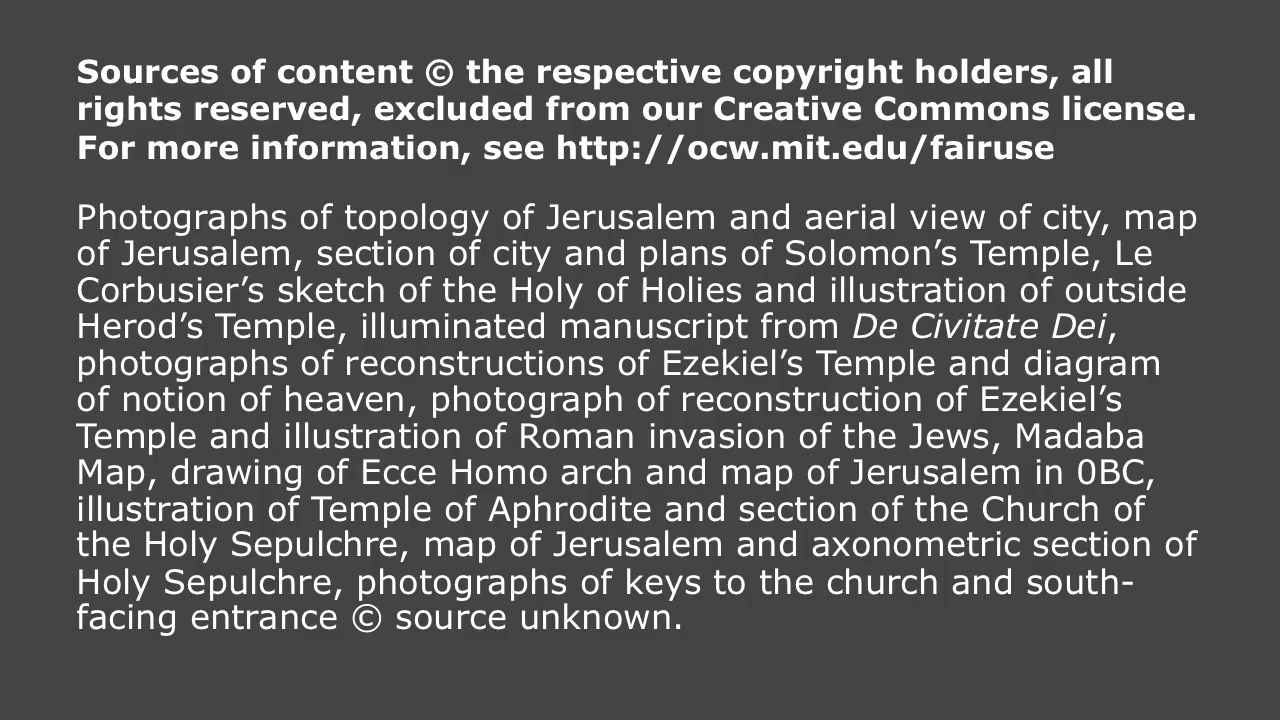 Sources of content © the respective copyright holders, all
rights reserved, excluded from our Creative Commons license.
For more information, see http://ocw.mit.edu/fairuse
Photographs of topology of Jerusalem and aerial view of city, map
of Jerusalem, section of city and plans of Solomon’s Temple, Le
Corbusier’s sketch of the Holy of Holies and illustration of outside
Herod’s Temple, illuminated manuscript from De Civitate Dei,
photographs of reconstructions of Ezekiel’s Temple and diagram
of notion of heaven, photograph of reconstruction of Ezekiel’s
Temple and illustration of Roman invasion of the Jews, Madaba
Map, drawing of Ecce Homo arch and map of Jerusalem in 0BC,
illustration of Temple of Aphrodite and section of the Church of
the Holy Sepulchre, map of Jerusalem and axonometric section of
Holy Sepulchre, photographs of keys to the church and south-
facing entrance © source unknown.